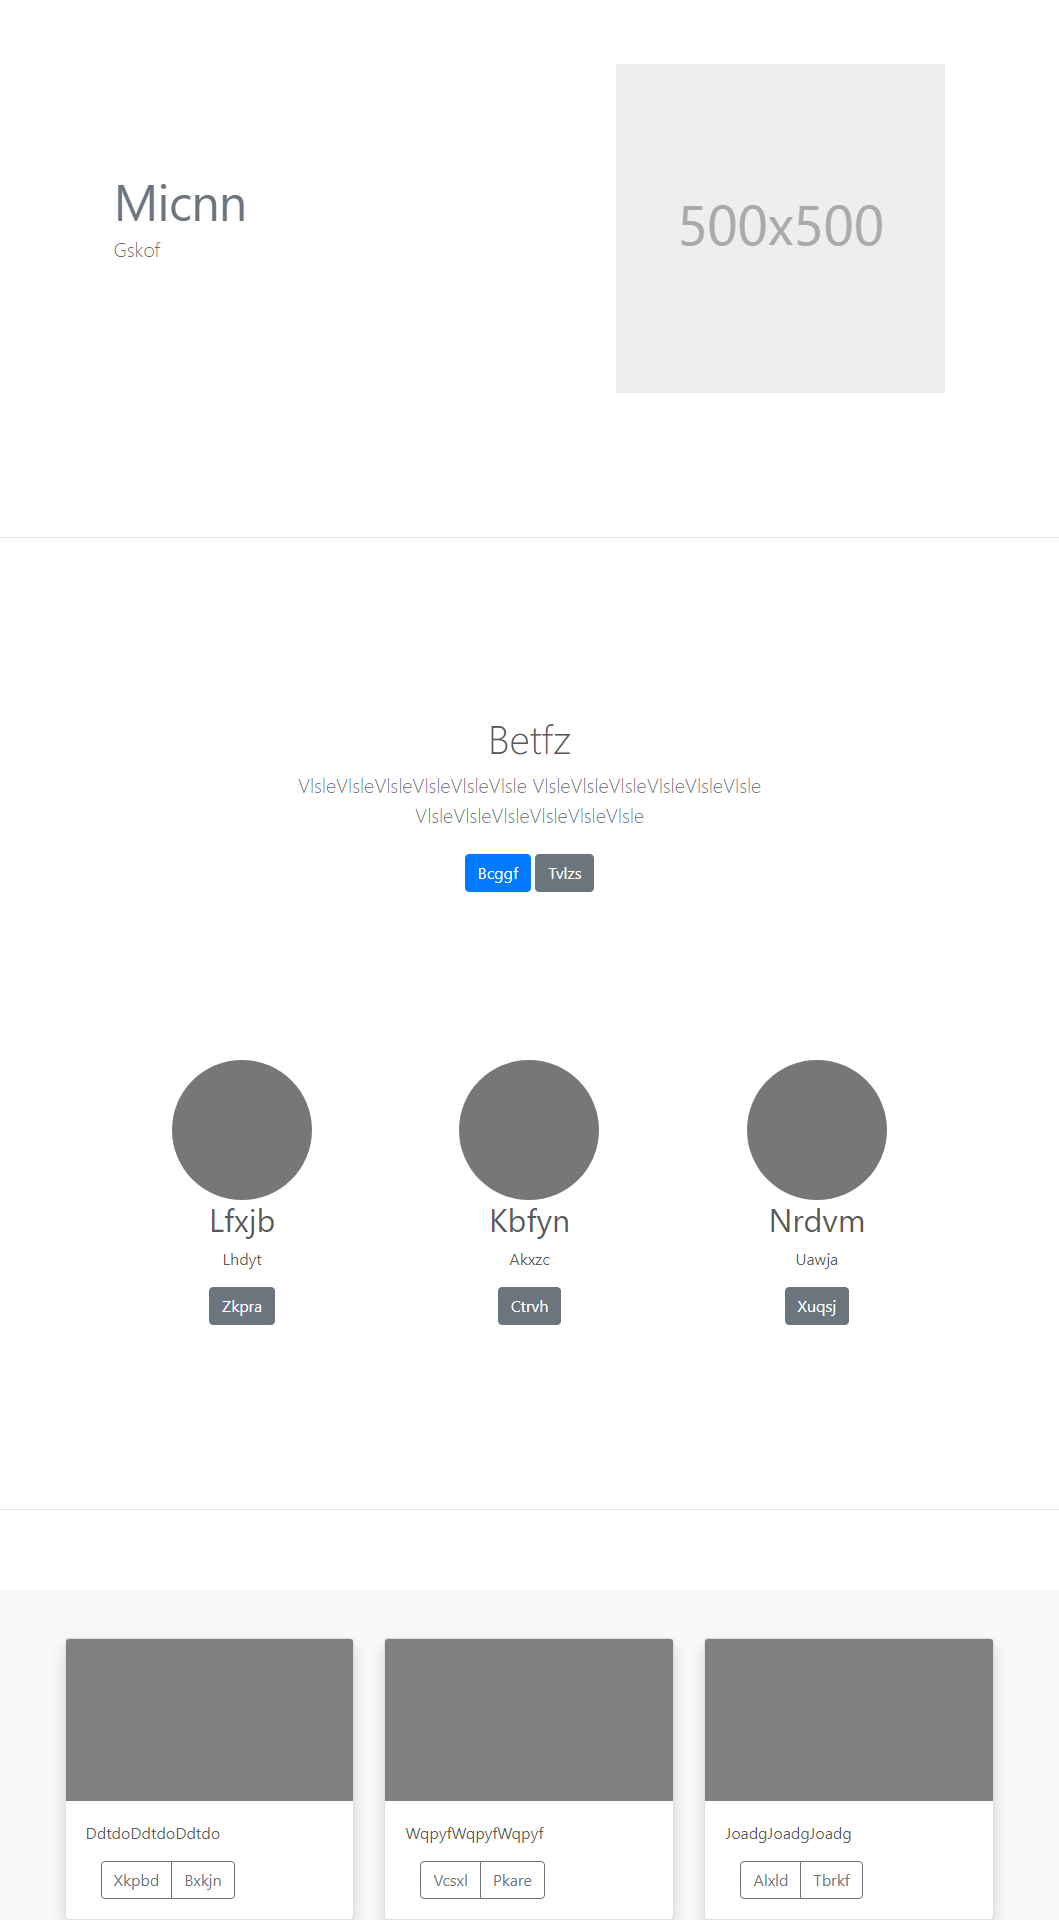 Micnn
Gskof
500x500
Betfz
VlsleVlsleVlsleVlsleVlsleVlsle VlsleVlsleVlsleVlsleVlsleVlsle
VlsleVlsleVlsleVlsleVlsleVlsle
Bcggf Tvlzs
Lfxjb Kbfyn Nrdvm
Lhdyt Akxzc Uawja
Zkpra Ctrvh Xuqsj
DdtdoDdtdoDdtdo WqpyfWqpyfWqpyf JoadgJoadgJoadg
Xkpbd Bxkjn Vcsxl Pkare Alxld Tbrkf